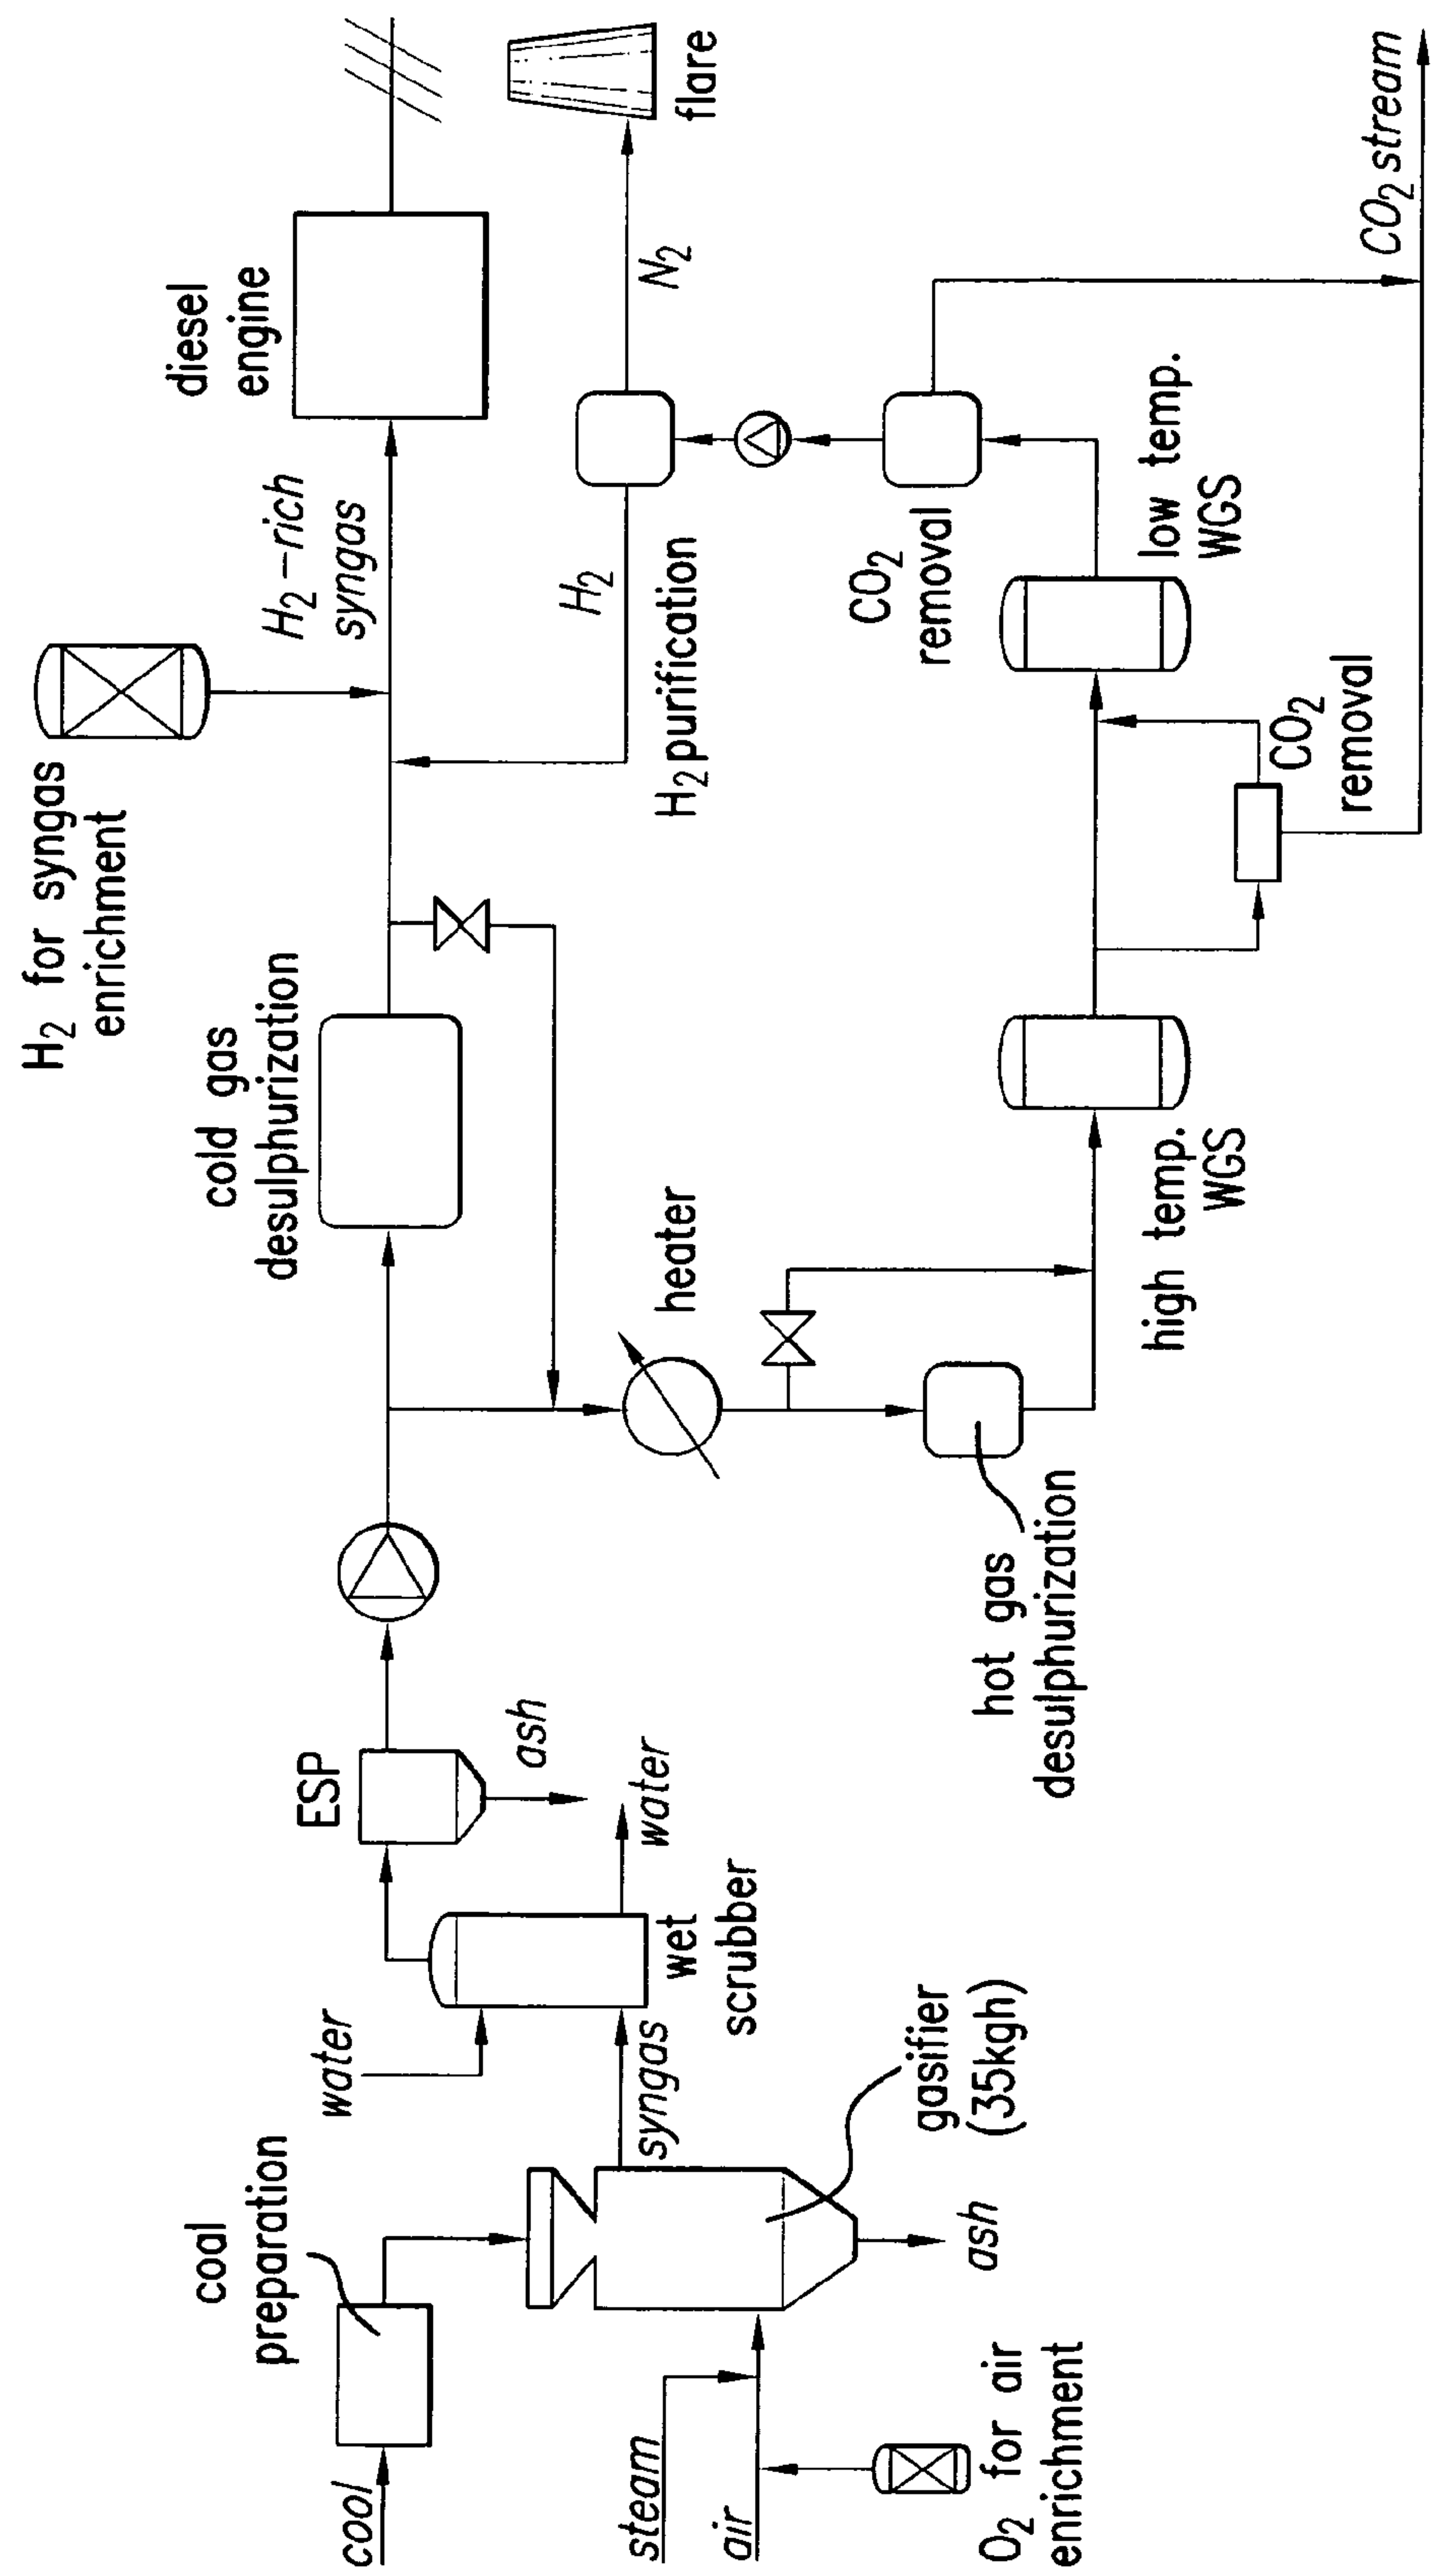 H₂ for syngas
enrichment
diesel
engine
coal
preparation
cold gas
desulphurization
H₂-rich
syngas
ESP
water
cool
ash
H₂
steam
syngas
water
N₂
heater
H₂ purification
wet
scrubber
flare
air
CO₂
removal
gasifier
(35kgh)
ash
hot gas
desulphurization
O₂ for air
enrichment
high temp.
WGS
low temp.
WGS
CO₂
removal
CO₂ stream